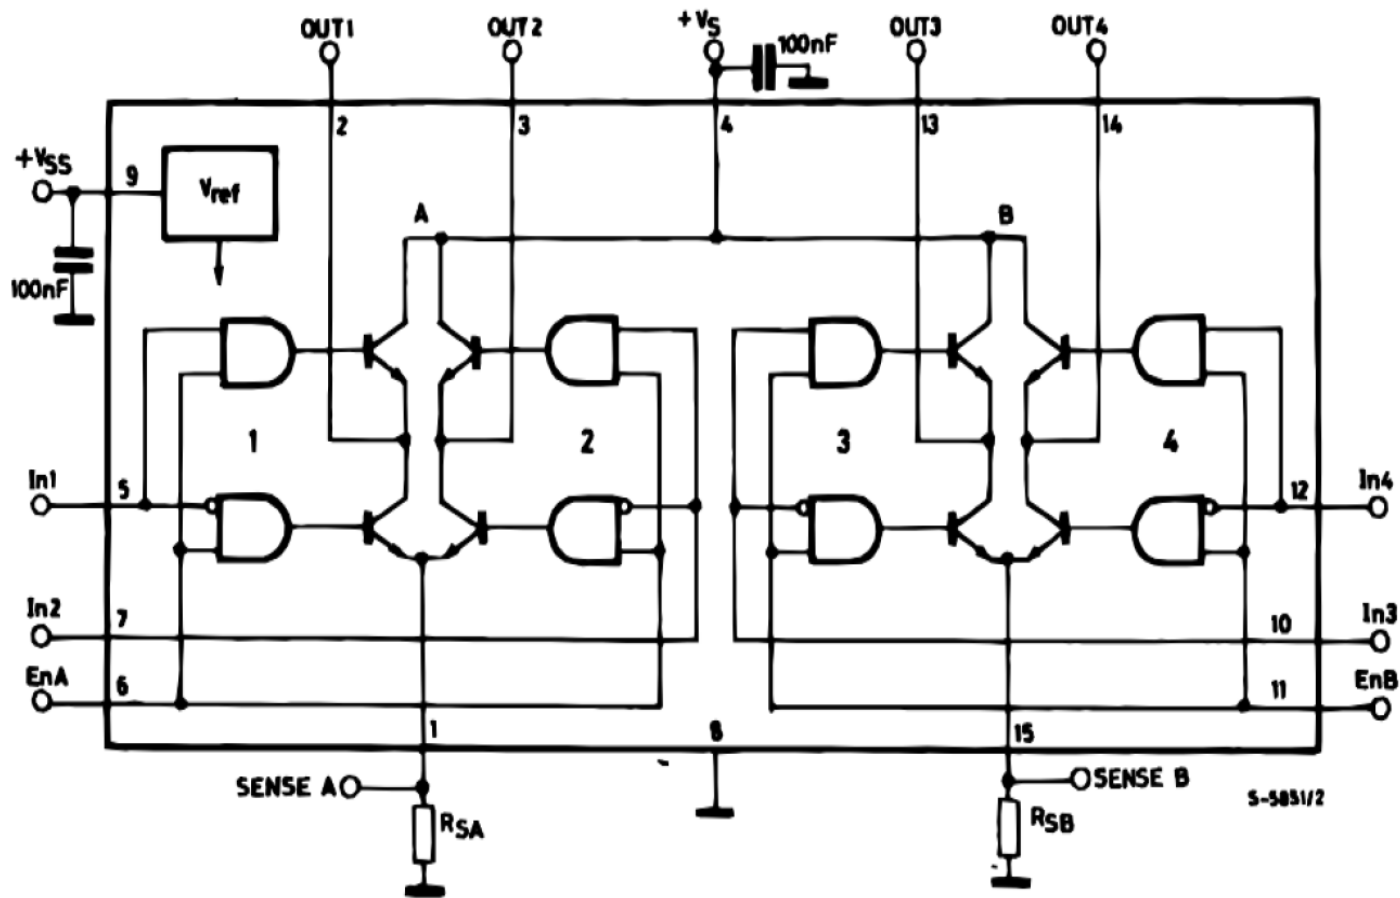 OUT1 OUT2 +VS 100nF OUT3 OUT4
2 3 4 13 14
+VSS 9 Vref
A B
100nF
1 2 3 4
In1 5 12 In4
In2 7 10 In3
EnA 6 11 EnB
1 8 15
SENSE A SENSE B
S-5851/2
RSA RSB